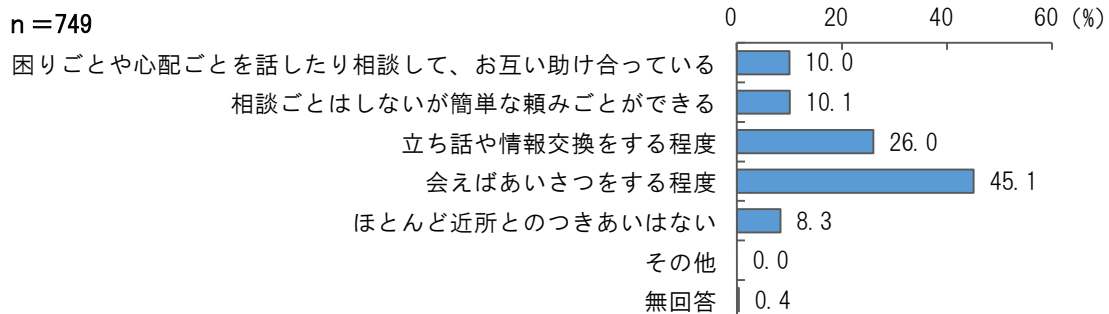 n＝749
0 20 40 60 (%)
困りごとや心配ごとを話したり相談して、お互い助け合っている 10.0
相談ごとはしないが簡単な頼みごとができる 10.1
立ち話や情報交換をする程度 26.0
会えばあいさつをする程度 45.1
ほとんど近所とのつきあいはない 8.3
その他 0.0
無回答 0.4